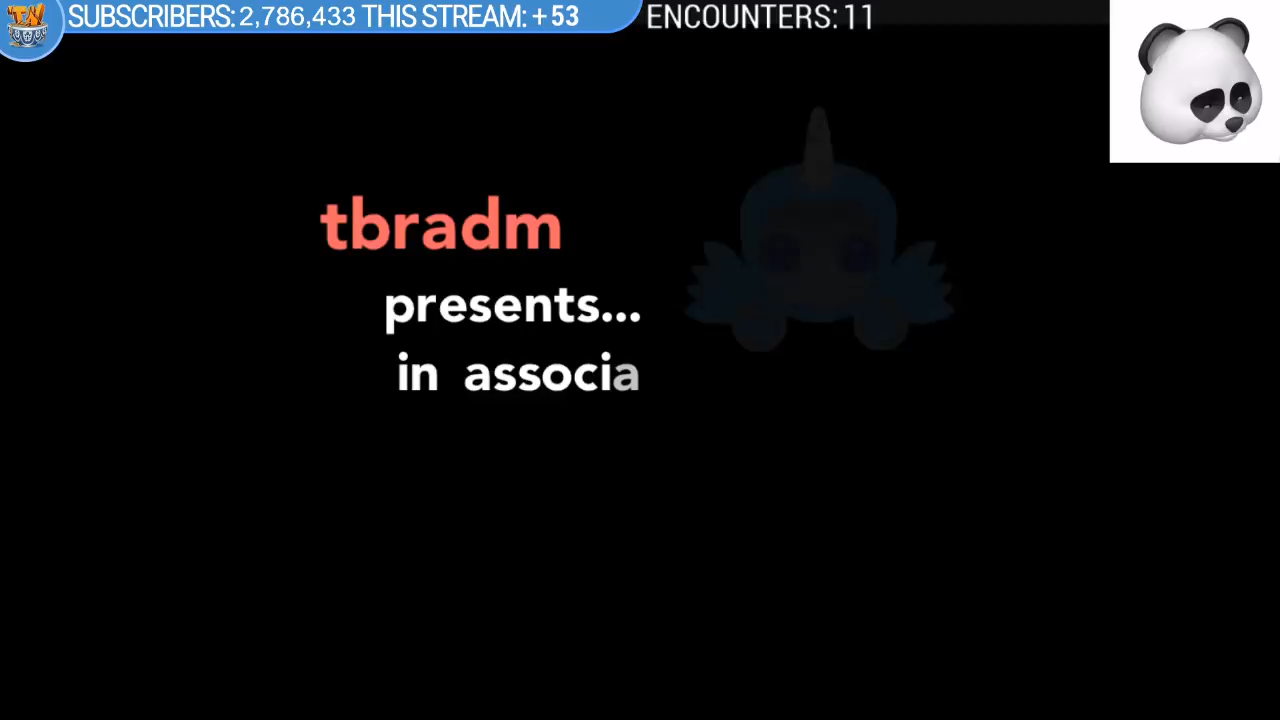 SUBSCRIBERS: 2,786,433 THIS STREAM: +53
ENCOUNTERS: 11
tbradm
presents...
in associa